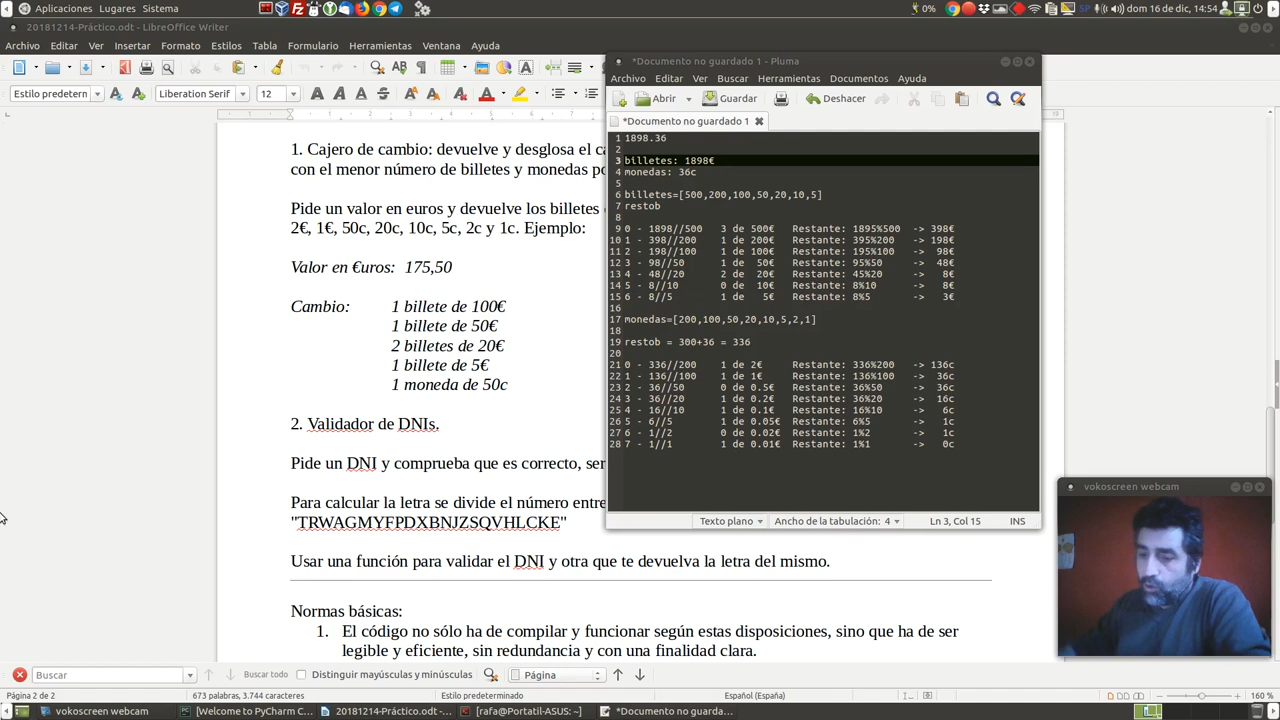 Aplicaciones Lugares Sistema
0% SP dom 16 de dic, 14:54
20181214-Práctico.odt - LibreOffice Writer
Archivo Editar Ver Insertar Formato Estilos Tabla Formulario Herramientas Ventana Ayuda
Estilo predetern Liberation Serif 12
1. Cajero de cambio: devuelve y desglosa el c
con el menor número de billetes y monedas po
Pide un valor en euros y devuelve los billetes
2€, 1€, 50c, 20c, 10c, 5c, 2c y 1c. Ejemplo:
Valor en €uros: 175,50
Cambio: 1 billete de 100€
1 billete de 50€
2 billetes de 20€
1 billete de 5€
1 moneda de 50c
2. Validador de DNIs.
Pide un DNI y comprueba que es correcto, ser
Para calcular la letra se divide el número entre
"TRWAGMYFPDXBNJZSQVHLCKE"
Usar una función para validar el DNI y otra que te devuelva la letra del mismo.
Normas básicas:
1. El código no sólo ha de compilar y funcionar según estas disposiciones, sino que ha de ser
legible y eficiente, sin redundancia y con una finalidad clara.
*Documento no guardado 1 - Pluma
Archivo Editar Ver Buscar Herramientas Documentos Ayuda
Abrir Guardar Deshacer
*Documento no guardado 1
1 1898.36
2
3 billetes: 1898€
4 monedas: 36c
5
6 billetes=[500,200,100,50,20,10,5]
7 restob
8
9 0 - 1898//500 3 de 500€ Restante: 1895%500 -> 398€
10 1 - 398//200 1 de 200€ Restante: 395%200 -> 198€
11 2 - 198//100 1 de 100€ Restante: 195%100 -> 98€
12 3 - 98//50 1 de 50€ Restante: 95%50 -> 48€
13 4 - 48//20 2 de 20€ Restante: 45%20 -> 8€
14 5 - 8//10 0 de 10€ Restante: 8%10 -> 8€
15 6 - 8//5 1 de 5€ Restante: 8%5 -> 3€
16
17 monedas=[200,100,50,20,10,5,2,1]
18
19 restob = 300+36 = 336
20
21 0 - 336//200 1 de 2€ Restante: 336%200 -> 136c
22 1 - 136//100 1 de 1€ Restante: 136%100 -> 36c
23 2 - 36//50 0 de 0.5€ Restante: 36%50 -> 36c
24 3 - 36//20 1 de 0.2€ Restante: 36%20 -> 16c
25 4 - 16//10 1 de 0.1€ Restante: 16%10 -> 6c
26 5 - 6//5 1 de 0.05€ Restante: 6%5 -> 1c
27 6 - 1//2 0 de 0.02€ Restante: 1%2 -> 1c
28 7 - 1//1 1 de 0.01€ Restante: 1%1 -> 0c
Texto plano Ancho de la tabulación: 4 Ln 3, Col 15 INS
vokoscreen webcam
Buscar Buscar todo Distinguir mayúsculas y minúsculas Página
Página 2 de 2 673 palabras, 3.744 caracteres Estilo predeterminado Español (España) 160 %
vokoscreen webcam [Welcome to PyCharm C... 20181214-Práctico.odt -... [rafa@Portatil-ASUS: ~] *Documento no guarda...